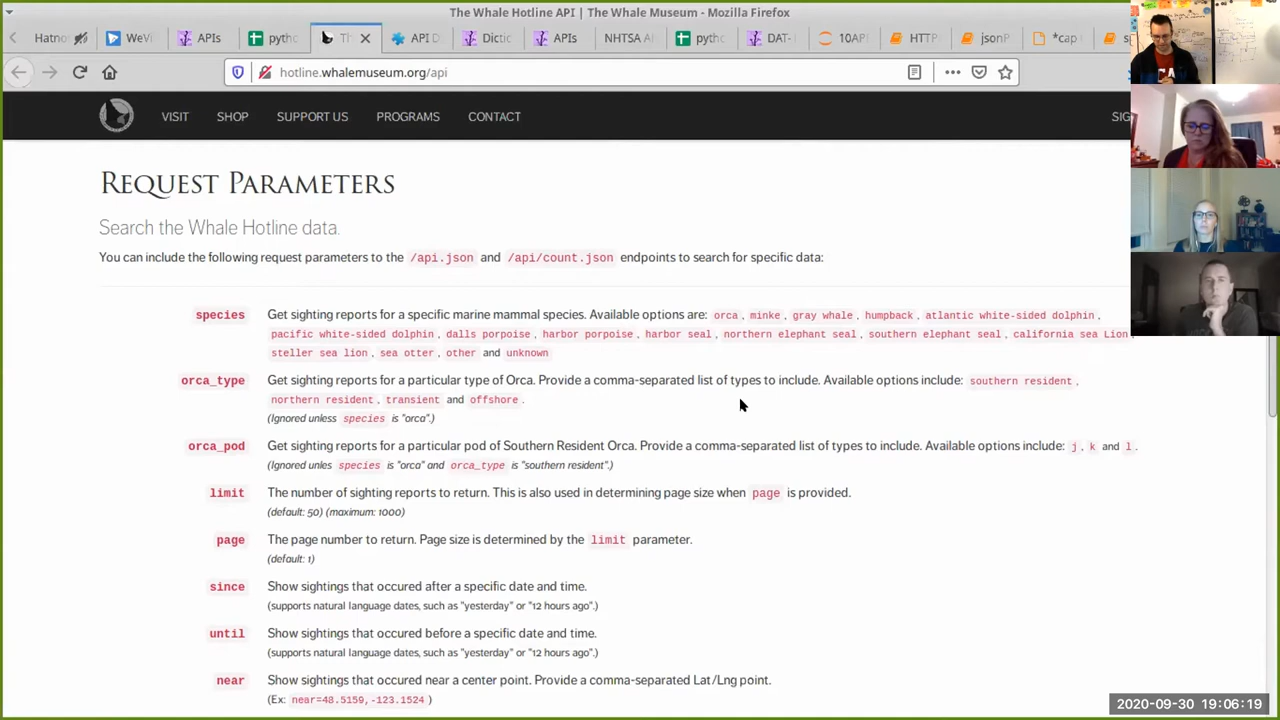 The Whale Hotline API | The Whale Museum - Mozilla Firefox
Hatno WeVi APIs pyth Th API Dictic APIs NHTSA A pyth DAT- 10API HTTP jsonP *cap
hotline.whalemuseum.org/api
VISIT SHOP SUPPORT US PROGRAMS CONTACT SIG
REQUEST PARAMETERS
Search the Whale Hotline data.
You can include the following request parameters to the /api.json and /api/count.json endpoints to search for specific data:
species Get sighting reports for a specific marine mammal species. Available options are: orca, minke, gray whale, humpback, atlantic white-sided dolphin,
pacific white-sided dolphin, dalls porpoise, harbor porpoise, harbor seal, northern elephant seal, southern elephant seal, california sea Lion,
steller sea lion, sea otter, other and unknown
orca_type Get sighting reports for a particular type of Orca. Provide a comma-separated list of types to include. Available options include: southern resident,
northern resident, transient and offshore.
(Ignored unless species is "orca".)
orca_pod Get sighting reports for a particular pod of Southern Resident Orca. Provide a comma-separated list of types to include. Available options include: j, k and l.
(Ignored unles species is "orca" and orca_type is "southern resident".)
limit The number of sighting reports to return. This is also used in determining page size when page is provided.
(default: 50) (maximum: 1000)
page The page number to return. Page size is determined by the limit parameter.
(default: 1)
since Show sightings that occured after a specific date and time.
(supports natural language dates, such as "yesterday" or "12 hours ago".)
until Show sightings that occured before a specific date and time.
(supports natural language dates, such as "yesterday" or "12 hours ago".)
near Show sightings that occured near a center point. Provide a comma-separated Lat/Lng point.
(Ex: near=48.5159,-123.1524)
2020-09-30 19:06:19